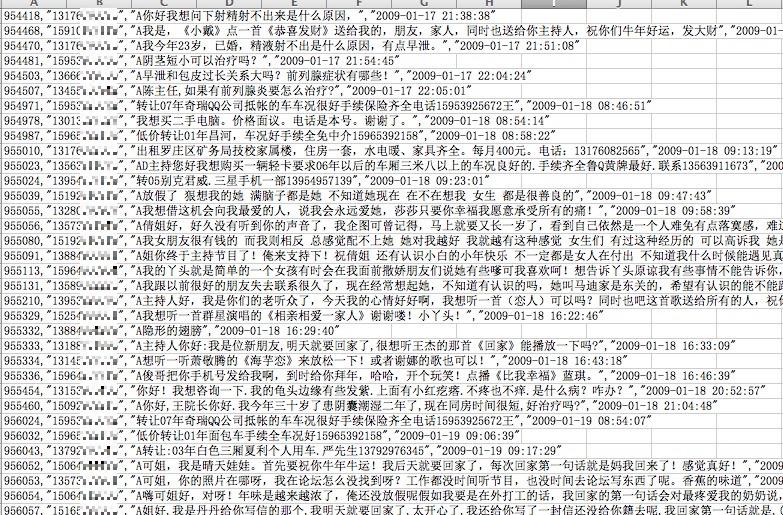 A B C D E F G H I J K L
954418,"13176 ","A你好我想问下射精射不出来是什么原因，","2009-01-17 21:38:38"
954468,"15910 ","A我是，《小戴》点一首《恭喜发财》送给我的，朋友，家人，同时也送给你主持人，祝你们牛年好运，发大财","2009-01-
954470,"13176 ","A我今年23岁，已婚，精液射不出是什么原因，有点早泄。","2009-01-17 21:51:08"
954481,"15953 ","A阴茎短小可以治疗吗？","2009-01-17 21:54:45"
954503,"13666 ","A早泄和包皮过长关系大吗？前列腺症状有哪些！","2009-01-17 22:04:24"
954507,"13455 ","A陈主任,如果有前列腺炎要怎么治疗?","2009-01-17 22:05:01"
954971,"15953 ","转让07年奇瑞QQ公司抵帐的车车况很好手续保险齐全电话15953925672王","2009-01-18 08:46:51"
954978,"13013 ","我想买二手电脑。价格面议。电话是本号。谢谢了。","2009-01-18 08:54:14"
954987,"15965 ","低价转让01年昌河，车况好手续全免中介15965392158","2009-01-18 08:58:22"
955010,"13176 ","出租罗庄区矿务局技校家属楼，住房一套，水电暖、家具齐全。每月400元。电话：13176082565","2009-01-18 09:13:19"
955023,"13563 ","AD主持您好我想购买一辆轻卡要求06年以后的车厢三米八以上的车况良好的.手续齐全鲁Q黄牌最好.联系13563911673","2009-
955024,"13954 ","转05别克君威.三星手机一部13954957139","2009-01-18 09:23:01"
955039,"15192 ","A放假了 狠想我的她 满脑子都是她 不知道她现在 在不在想我 女生 都是很善良的","2009-01-18 09:47:43"
955055,"13280 ","A我想借这机会向我最爱的人，说我会永远爱她，莎莎只要你幸福我愿意承受所有的痛！","2009-01-18 09:58:39"
955056,"13573 ","A倩姐好，好久没有听到你的声音了，我全图可曾记得，马上就要又长一岁了，看到自己依然是一个人难免有点落寞感，难过
955080,"15192 ","A我女朋友很有钱的 而我则相反 总感觉配不上她 她对我越好 我就越有这种感觉 女生们 有过这种经历的 可以高诉我 她
955091,"13884 ","A姐你终于主持节目了！俺来支持下！祝倩姐 还有认识小白的小年快乐 不一定都是女人在付出 不知道我什么时候能遇见真
955113,"15964 ","A我的丫头就是简单的一个女孩有时会在我面前撒娇朋友们说她有些嗲可我喜欢呵！想告诉丫头原谅我有些事情不能告诉你，
955131,"13589 ","A我跟以前很好的朋友失去联系很久了，现在经常想起她，不知道有认识的吗，她叫马迪家是东关的，希望有认识的能不能
955210,"13953 ","A主持人好，我是你们的老听众了，今天我的心情好好啊，我想听一首（恋人）可以吗？同时也吧这首歌送给所有的人，祝你
955329,"15254 ","A我想听一首群星演唱的《相亲相爱一家人》谢谢喽！小丫头！","2009-01-18 16:22:46"
955332,"13884 ","A隐形的翅膀","2009-01-18 16:29:40"
955333,"13188 ","A主持人你好:我是位新朋友,明天就要回家了,很想听王杰的那首《回家》能播放一下吗?","2009-01-18 16:33:09"
955335,"13145 ","A想听一听萧敬腾的《海芋恋》来放松一下！或者谢娜的歌也可以！","2009-01-18 16:43:18"
955336,"15964 ","A俊哥把你手机号发给我啊，到时给你拜年，哈哈，开个玩笑！点播《比我幸福》蓝琪。","2009-01-18 16:46:39"
955454,"13153 ","A你好！我想咨询一下.我的龟头边缘有些发紫.上面有小红疙瘩.不疼也不痒.是什么病？咋办？","2009-01-18 20:52:57"
955460,"15092 ","A你好,王院长你好.我今年三十岁了患阴囊潮湿二年了,现在同房时间很短,好治疗吗?","2009-01-18 21:04:48"
956024,"15953 ","转让07年奇瑞QQ公司抵帐的车车况很好手续保险齐全电话15953925672王","2009-01-19 08:54:07"
956032,"15965 ","低价转让01年面包车手续全车况好15965392158","2009-01-19 09:06:39"
956043,"13792 ","A转让:03年白色三厢夏利个人用车.严先生13792976345","2009-01-19 09:17:29"
956052,"15064 ","A可姐，我是晴天娃娃。首先要祝你牛年牛运！我后天就要回家了，每次回家第一句话就是妈我回来了！感觉真好！","2009
956053,"13792 ","A可姐，你的照片在哪呀，我在论坛怎么没找到呀？工作都没时间听节目，也没时间去论坛下写写了呢。香蕉的味道","2009
956054,"15064 ","A嗨可姐好，对呀！年味是越来越浓了，俺还没放假呢假如我要是在外打工的话，我回家的第一句话会对最疼爱我的奶奶说，
956057,"15165 ","A姐好,我是丹丹给你写信的那个.我明天就要回家了.太开心了.我还给你写了一封信还没给你籍去呢.我回家第一句话就是.